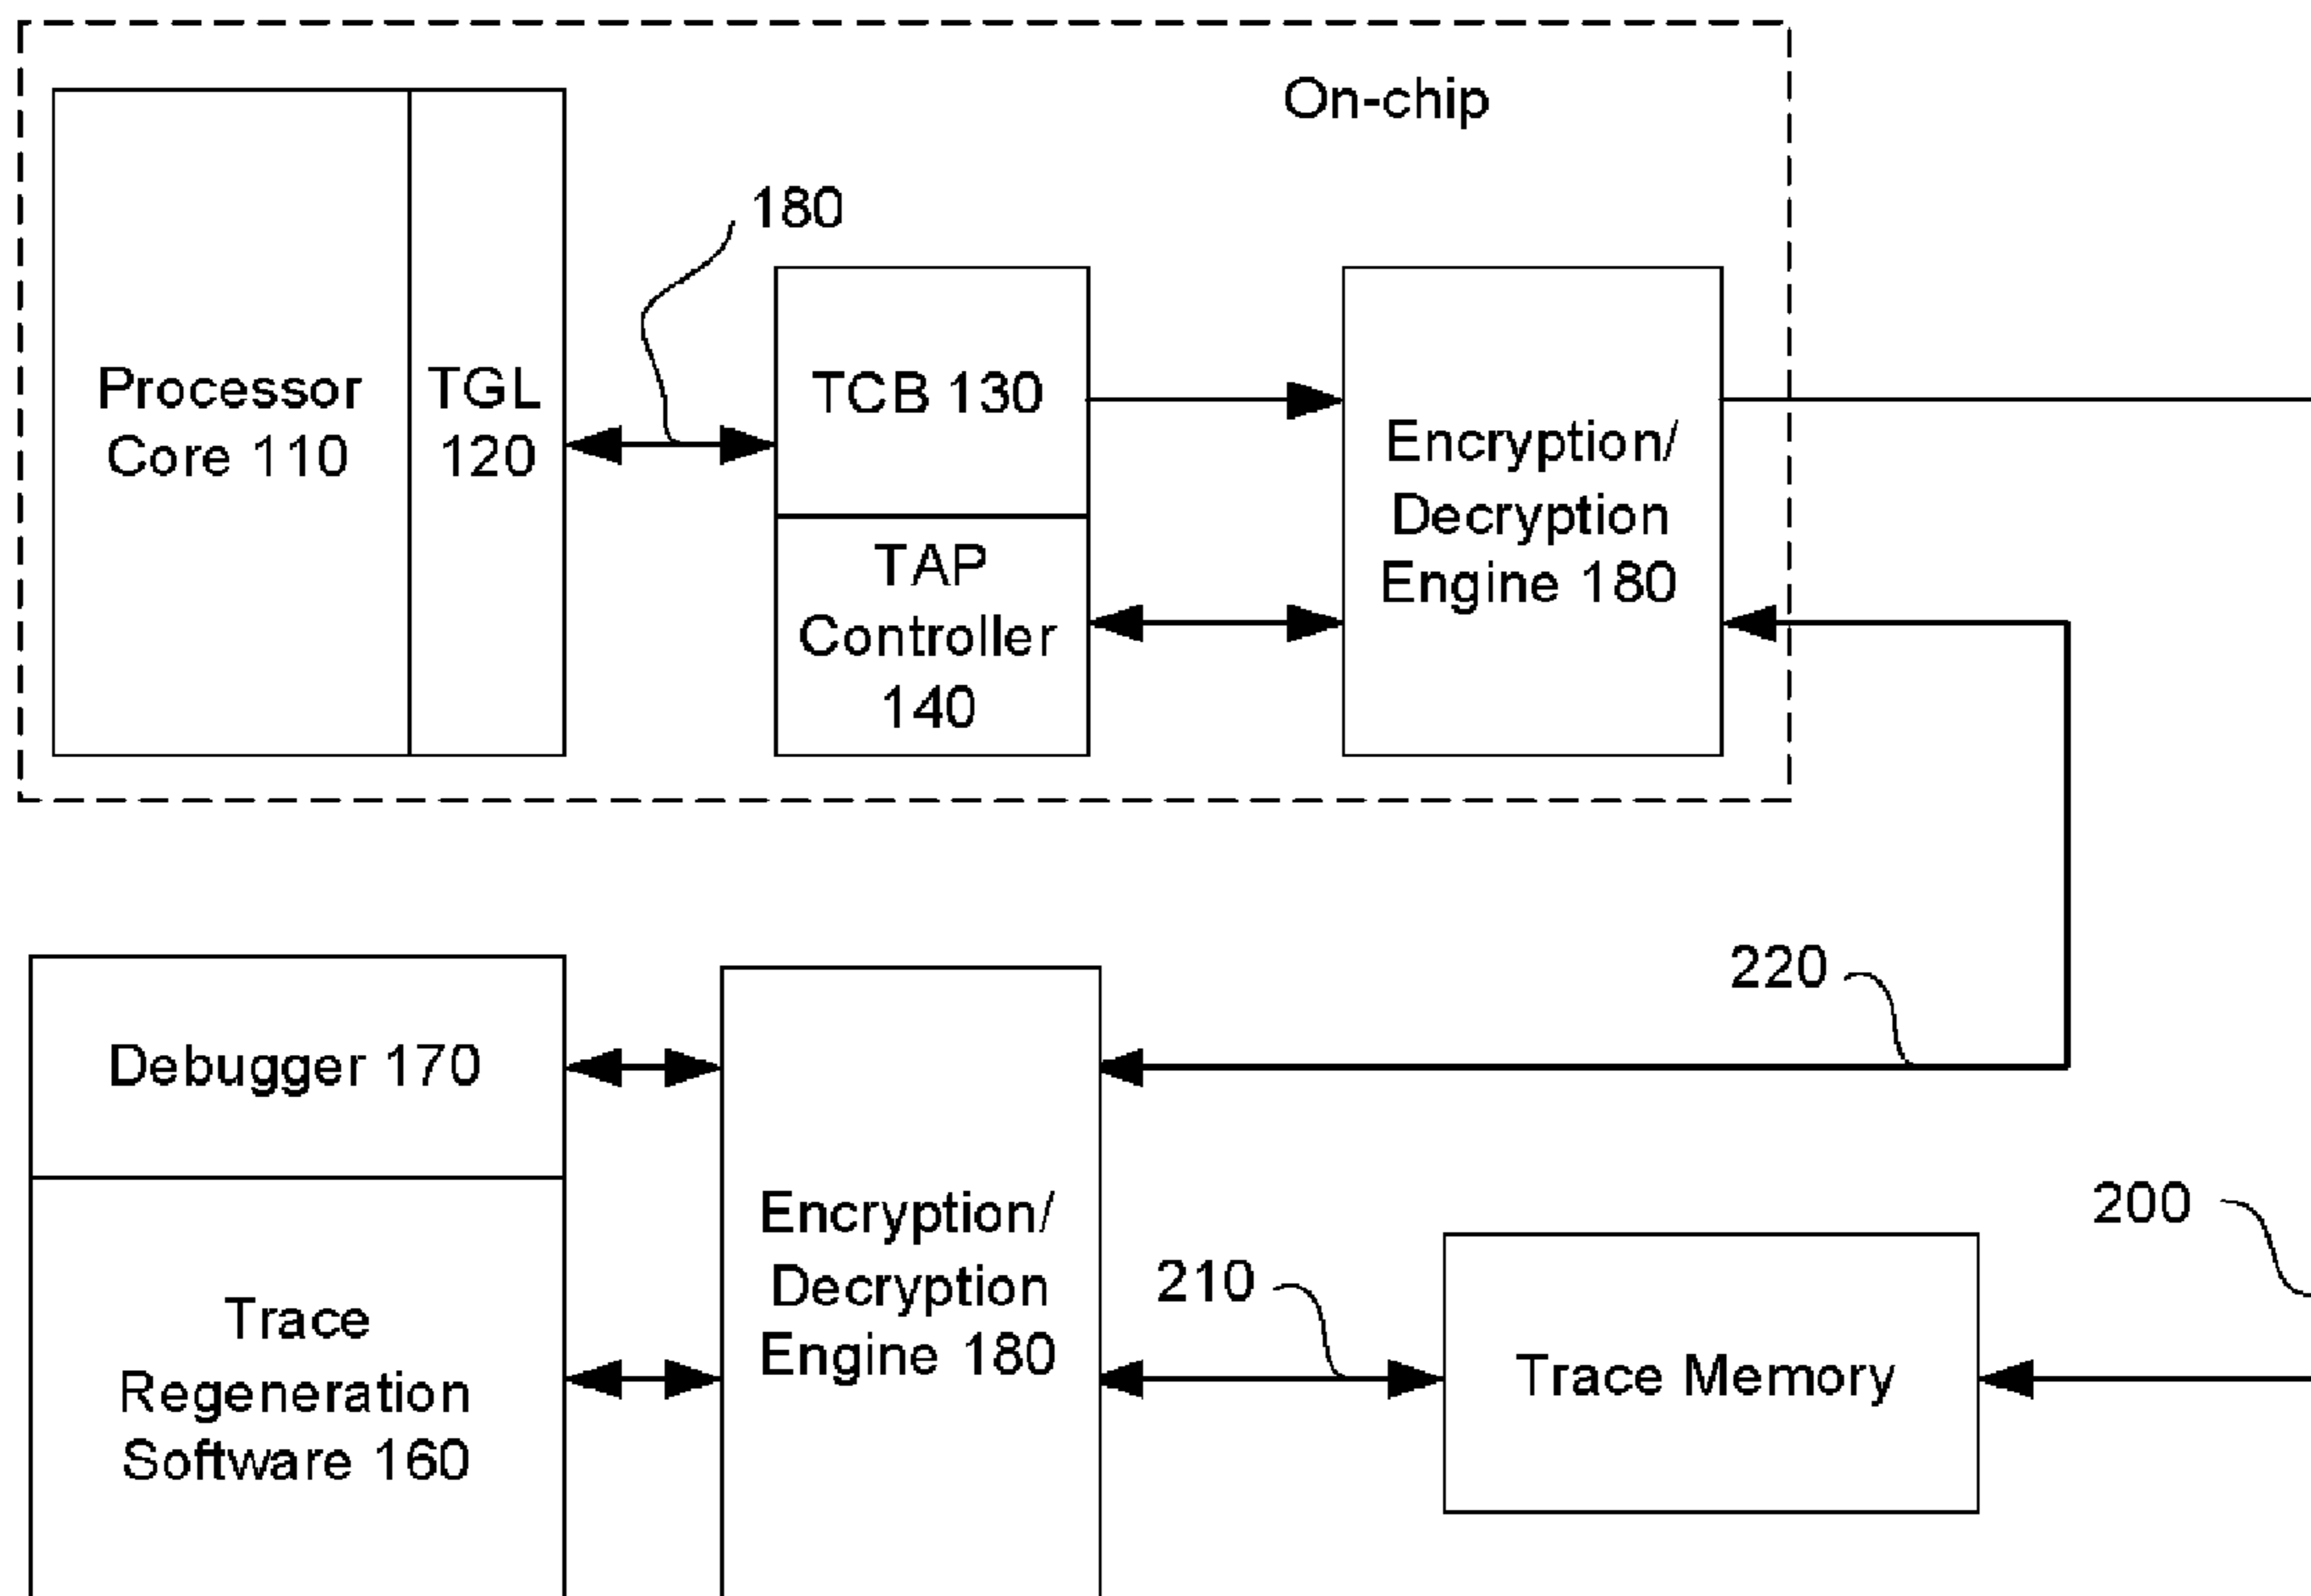 On-chip
180
Processor
Core 110
TGL
120
TCB 130
TAP
Controller
140
Encryption/
Decryption
Engine 180
220
Debugger 170
Trace
Regeneration
Software 160
Encryption/
Decryption
Engine 180
210
Trace Memory
200